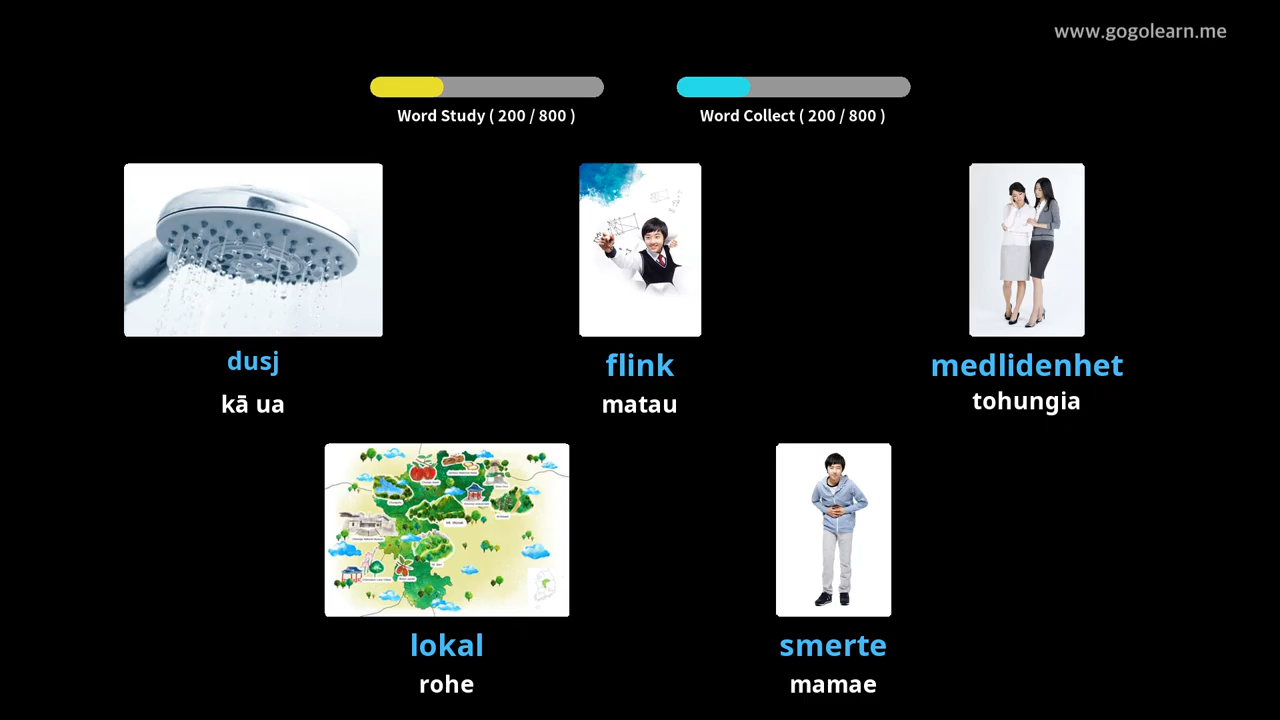 www.gogolearn.me
Word Study ( 200 / 800 )
Word Collect ( 200 / 800 )
dusj
flink
medlidenhet
kā ua
matau
tohungia
lokal
smerte
rohe
mamae